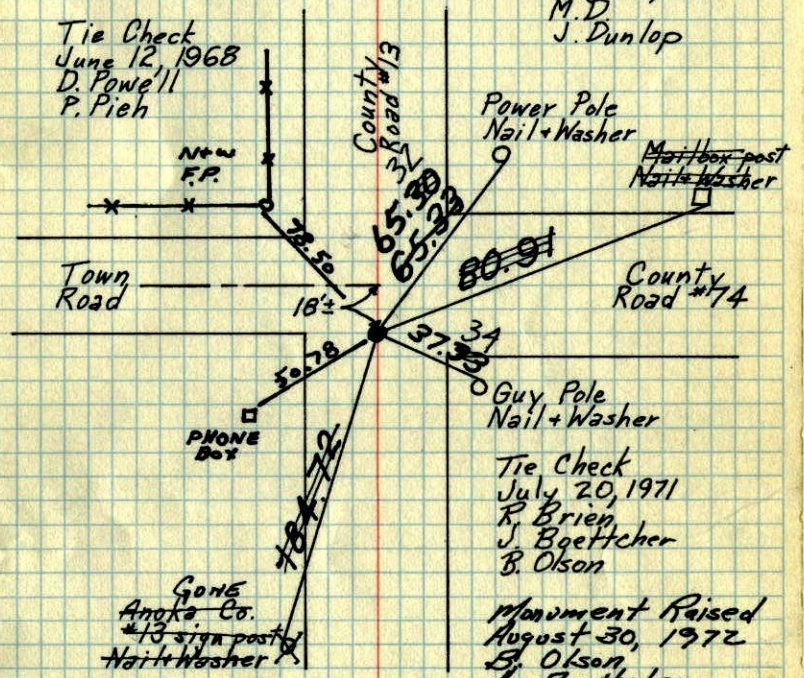 Tie Check
June 12, 1968
D. Powell
P. Pieh
M.D
J. Dunlop
County
Road #13
Power Pole
Nail + Washer
Mailbox post
Nail + Washer
N+W
F.P.
32
65.30
65.33
78.50
80.91
Town
Road
18'±
County
Road #74
34
37.33
50.78
Guy Pole
Nail + Washer
PHONE
BOX
184.72
Tie Check
July 20, 1971
R. Brien
J. Boettcher
B. Olson
GONE
Anoka Co.
#13 sign post
Nail + Washer
Monument Raised
August 30, 1972
B. Olson